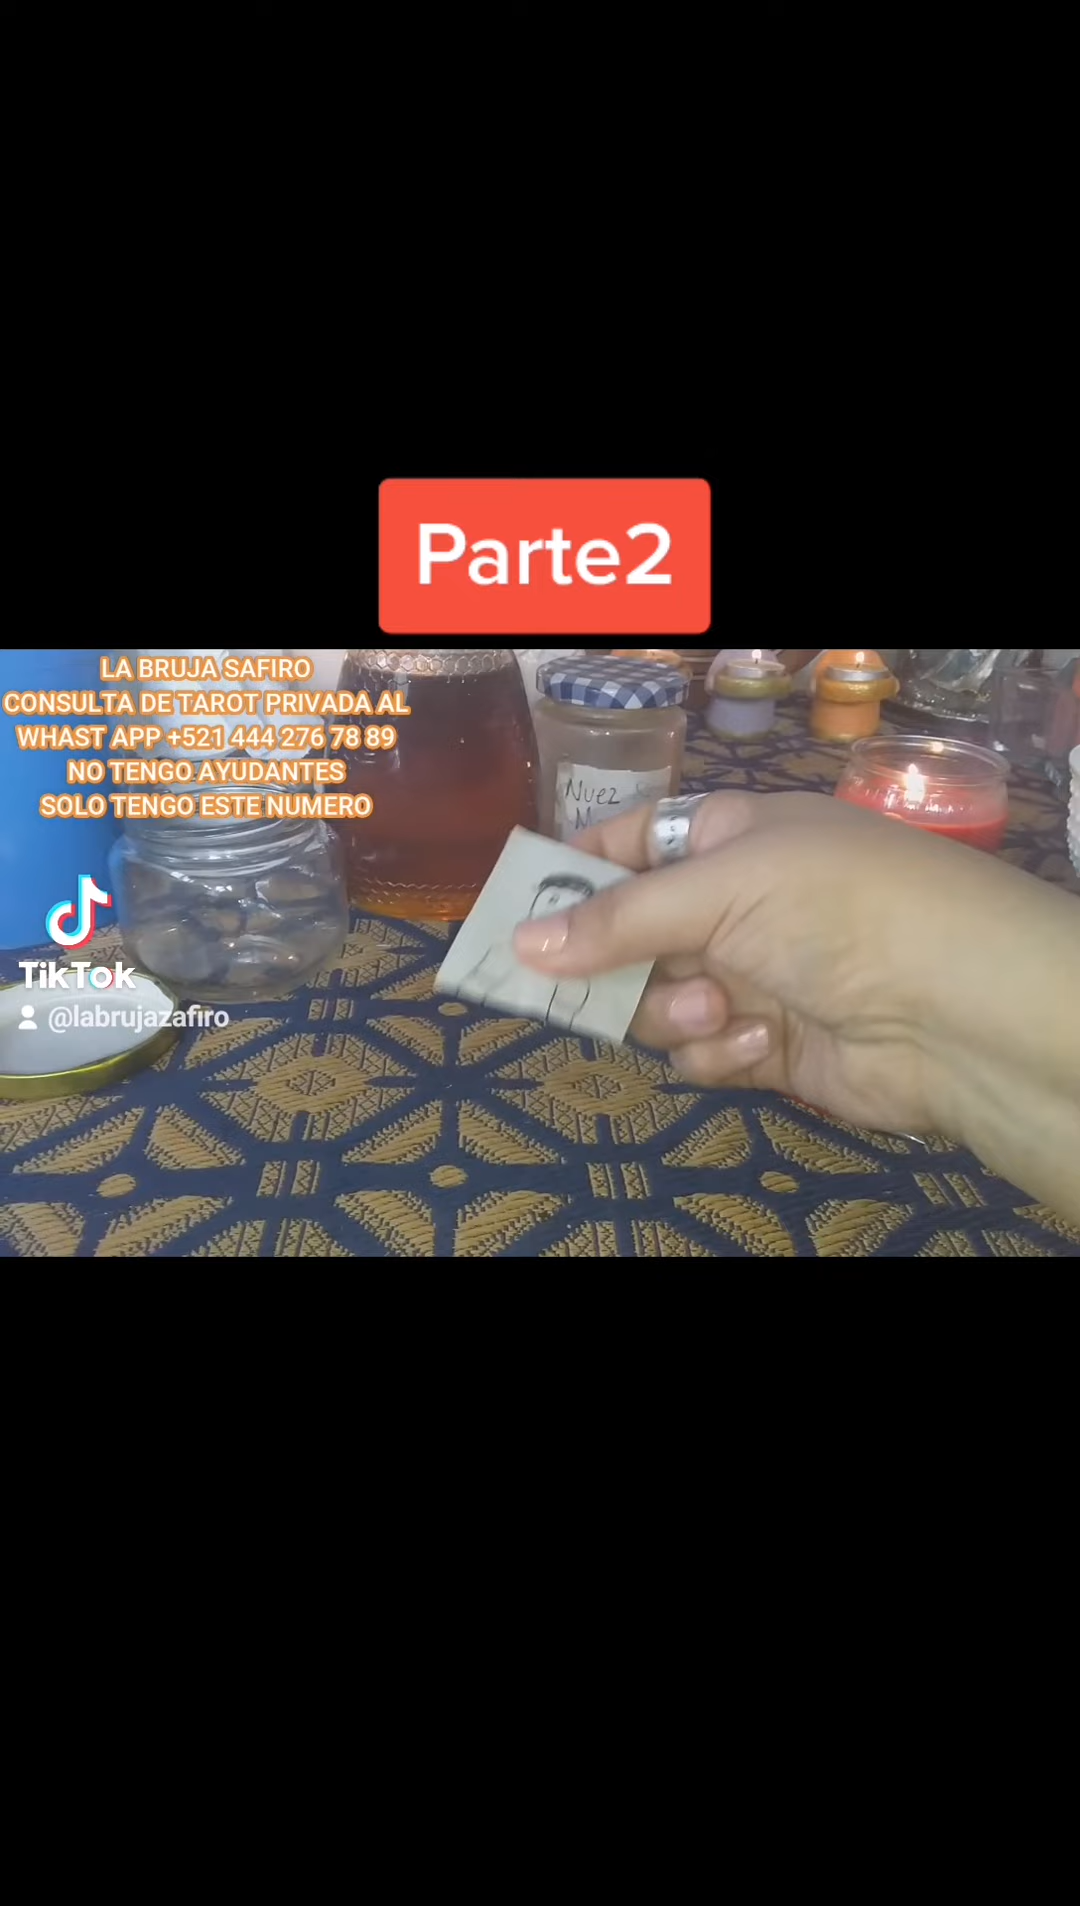 Parte2
LA BRUJA SAFIRO
CONSULTA DE TAROT PRIVADA AL
WHAST APP +521 444 276 78 89
NO TENGO AYUDANTES
SOLO TENGO ESTE NUMERO
Nuez
TikTok
@labrujazafiro